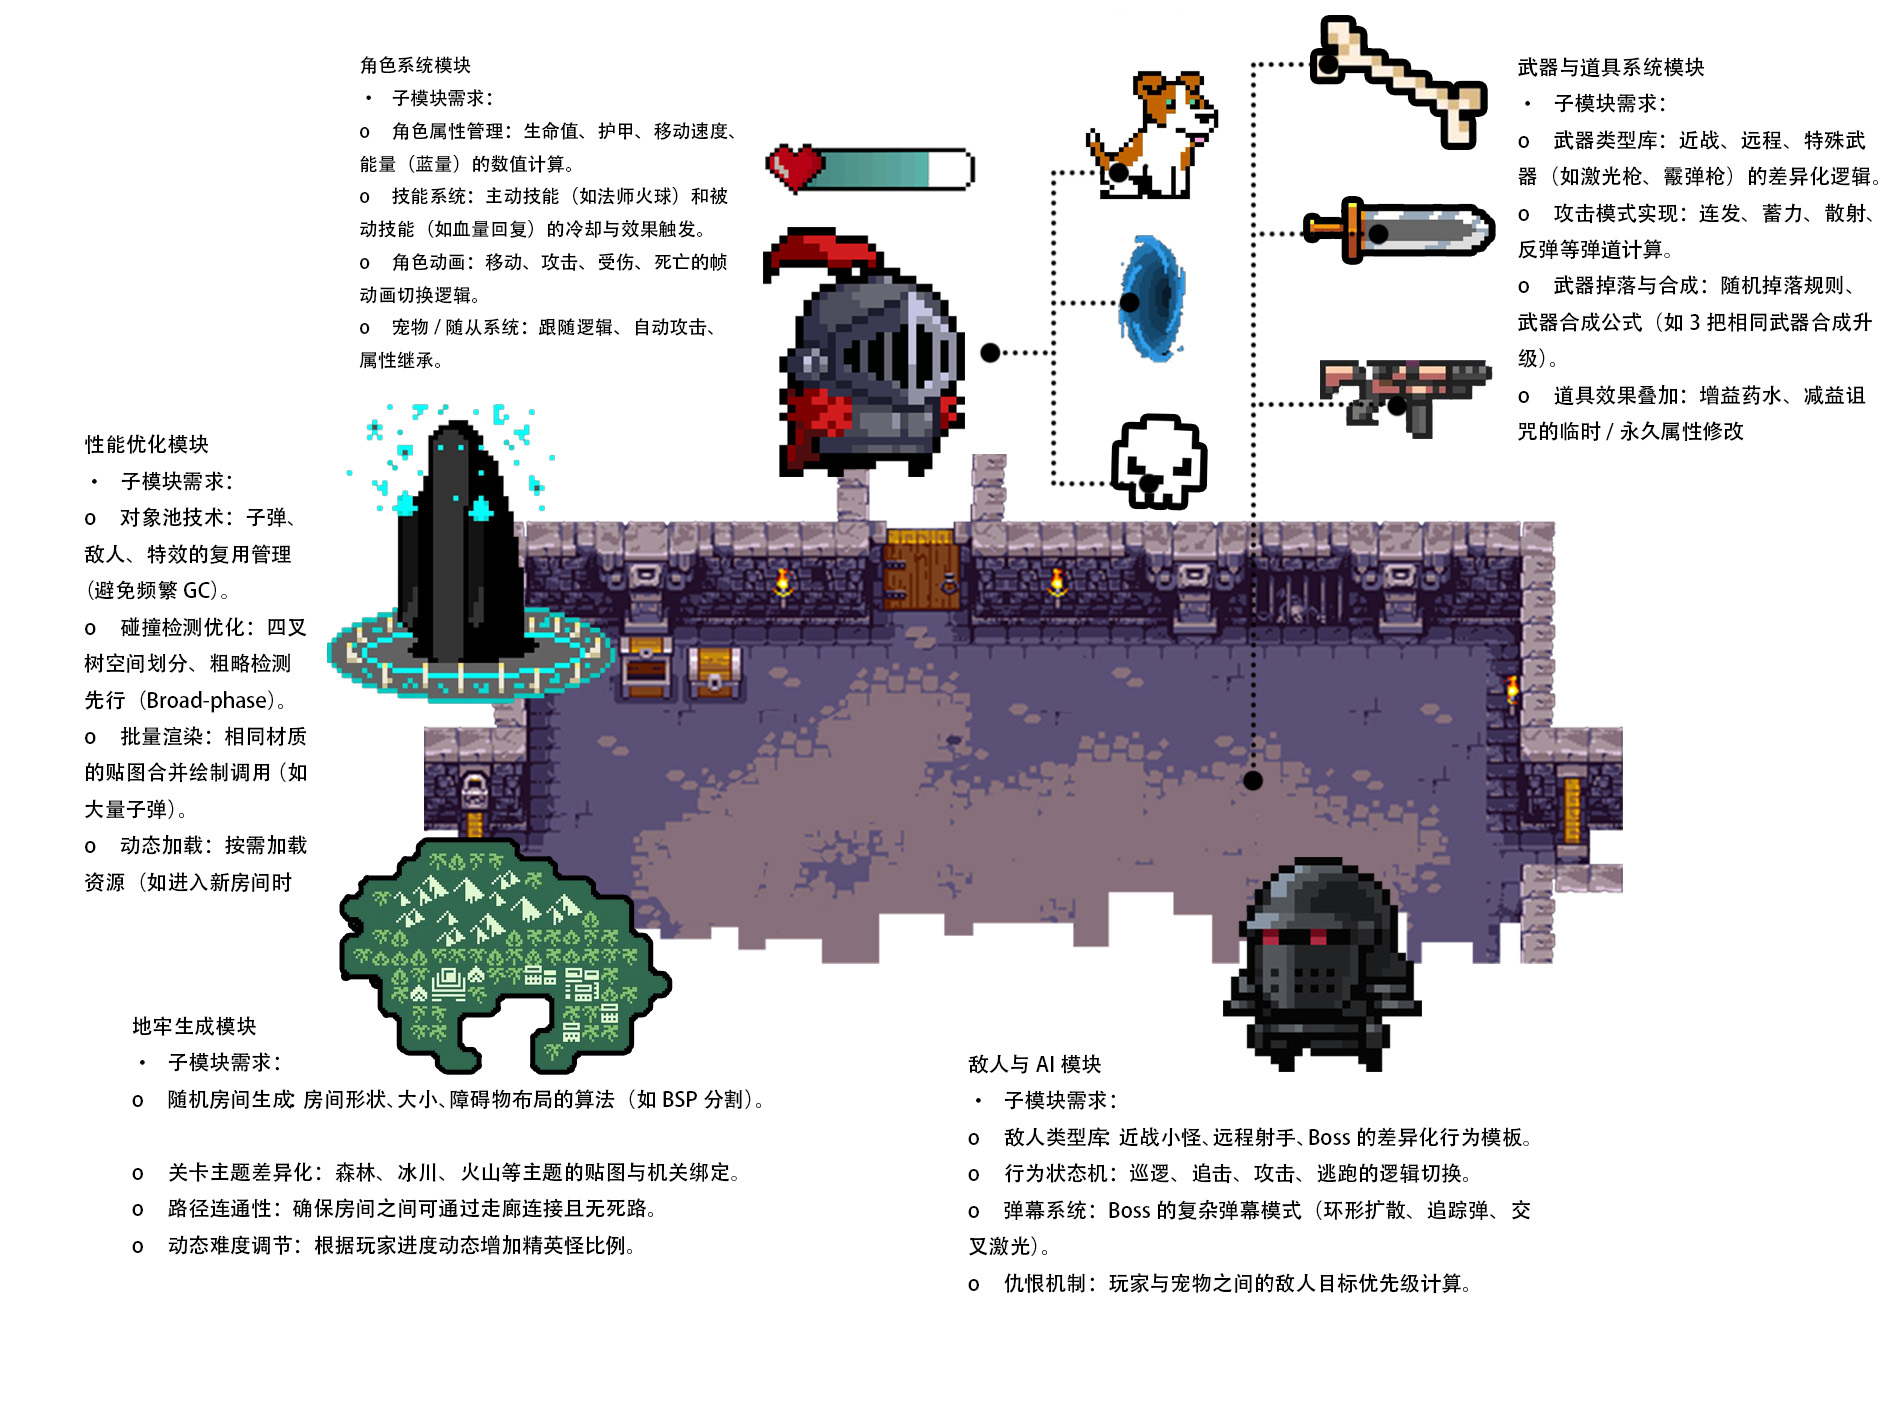 角色系统模块
· 子模块需求：
o 角色属性管理：生命值、护甲、移动速度、
能量（蓝量）的数值计算。
o 技能系统：主动技能（如法师火球）和被
动技能（如血量回复）的冷却与效果触发。
o 角色动画：移动、攻击、受伤、死亡的帧
动画切换逻辑。
o 宠物 / 随从系统：跟随逻辑、自动攻击、
属性继承。
武器与道具系统模块
· 子模块需求：
o 武器类型库：近战、远程、特殊武
器（如激光枪、霰弹枪）的差异化逻辑。
o 攻击模式实现：连发、蓄力、散射、
反弹等弹道计算。
o 武器掉落与合成：随机掉落规则、
武器合成公式（如 3 把相同武器合成升
级）。
o 道具效果叠加：增益药水、减益诅
咒的临时 / 永久属性修改
性能优化模块
· 子模块需求：
o 对象池技术：子弹、
敌人、特效的复用管理
（避免频繁 GC）。
o 碰撞检测优化：四叉
树空间划分、粗略检测
先行（Broad-phase）。
o 批量渲染：相同材质
的贴图合并绘制调用（如
大量子弹）。
o 动态加载：按需加载
资源（如进入新房间时
地牢生成模块
· 子模块需求：
o 随机房间生成：房间形状、大小、障碍物布局的算法（如 BSP 分割）。
o 关卡主题差异化：森林、冰川、火山等主题的贴图与机关绑定。
o 路径连通性：确保房间之间可通过走廊连接且无死路。
o 动态难度调节：根据玩家进度动态增加精英怪比例。
敌人与 AI 模块
· 子模块需求：
o 敌人类型库：近战小怪、远程射手、Boss 的差异化行为模板。
o 行为状态机：巡逻、追击、攻击、逃跑的逻辑切换。
o 弹幕系统：Boss 的复杂弹幕模式（环形扩散、追踪弹、交
叉激光）。
o 仇恨机制：玩家与宠物之间的敌人目标优先级计算。